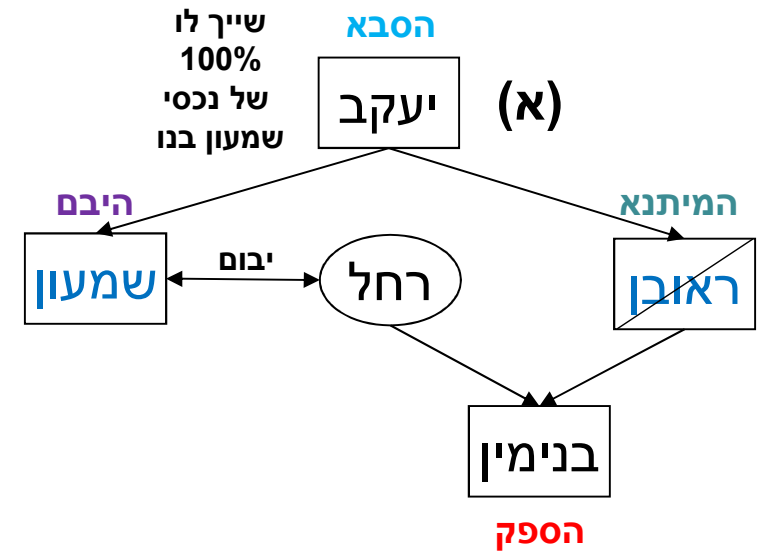 הסבא
(א)
יעקב
שייך לו
100%
של נכסי
שמעון בנו
המיתנא
היבם
ראובן
רחל
יבום
שמעון
בנימין
הספק